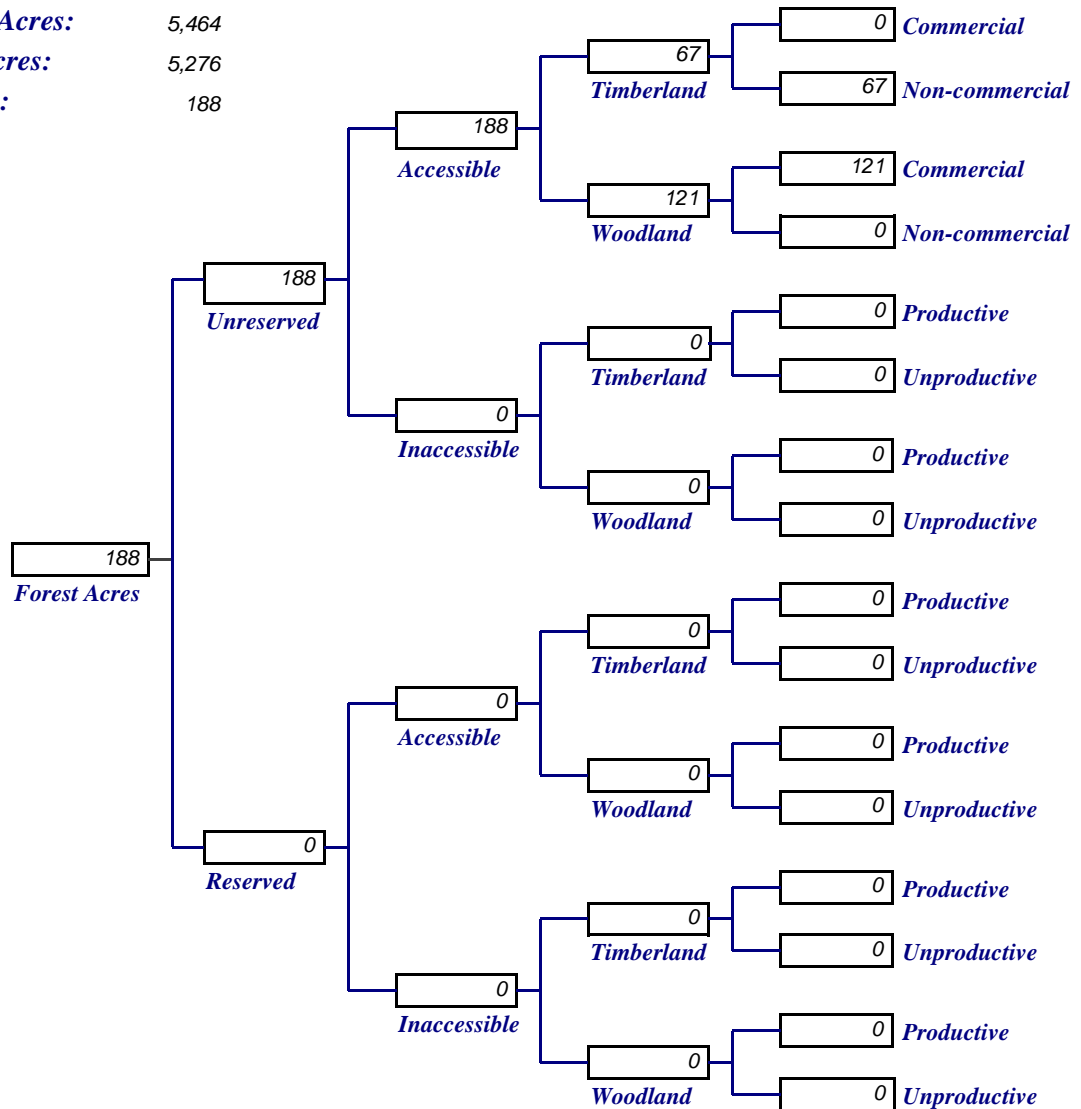 Acres: 5,464
cres: 5,276
: 188
0 Commercial
67
Timberland
67 Non-commercial
188
Accessible
121 Commercial
121
Woodland
0 Non-commercial
188
Unreserved
0 Productive
0
Timberland
0 Unproductive
0
Inaccessible
0 Productive
0
Woodland
0 Unproductive
188
Forest Acres
0 Productive
0
Timberland
0 Unproductive
0
Accessible
0 Productive
0
Woodland
0 Unproductive
0
Reserved
0 Productive
0
Timberland
0 Unproductive
0
Inaccessible
0 Productive
0
Woodland
0 Unproductive